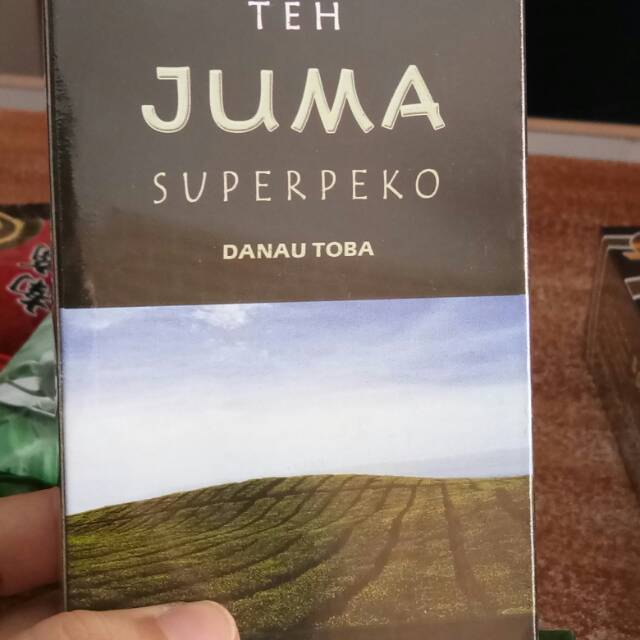 TEH
JUMA
SUPERPEKO
DANAU TOBA